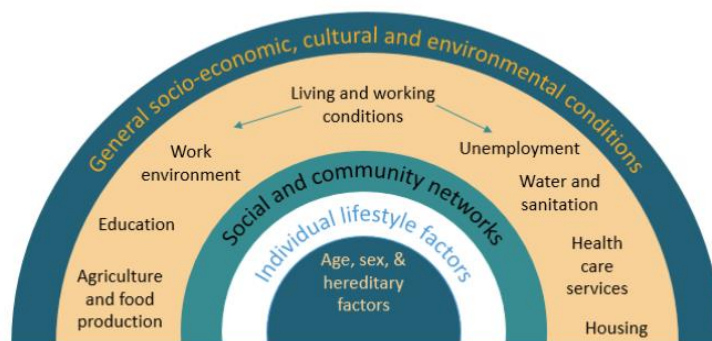 General socio-economic, cultural and environmental conditions
Living and working
conditions
Work
environment
Unemployment
Water and
sanitation
Education
Health
care
services
Agriculture
and food
production
Housing
Social and community networks
Individual lifestyle factors
Age, sex, &
hereditary
factors